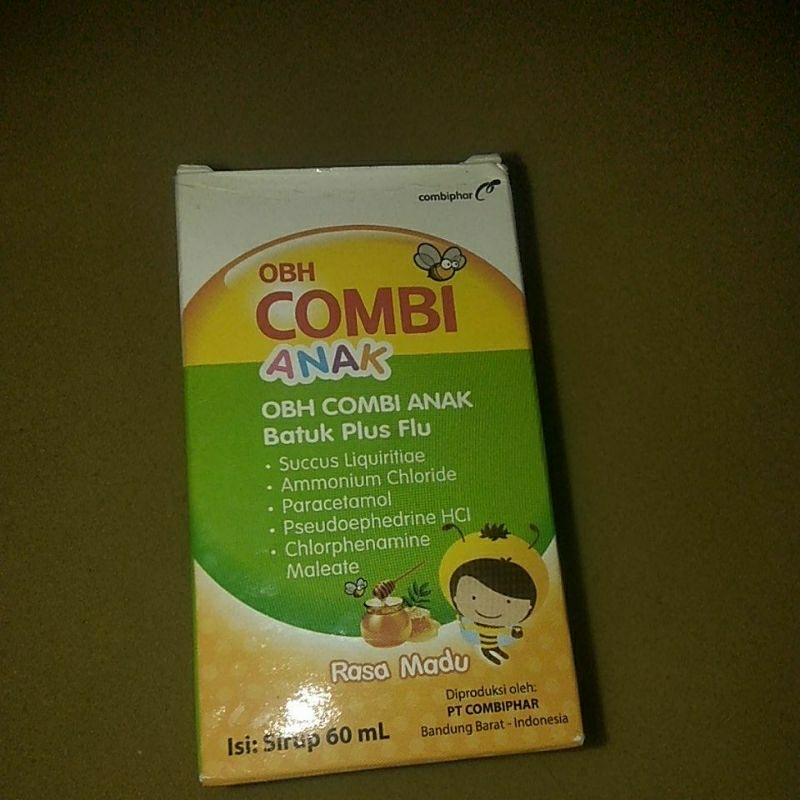 combiphar
OBH
COMBI
ANAK
OBH COMBI ANAK
Batuk Plus Flu
• Succus Liquiritiae
• Ammonium Chloride
• Paracetamol
• Pseudoephedrine HCl
• Chlorphenamine
Maleate
Rasa Madu
Diproduksi oleh:
PT COMBIPHAR
Bandung Barat - Indonesia
Isi: Sirup 60 mL